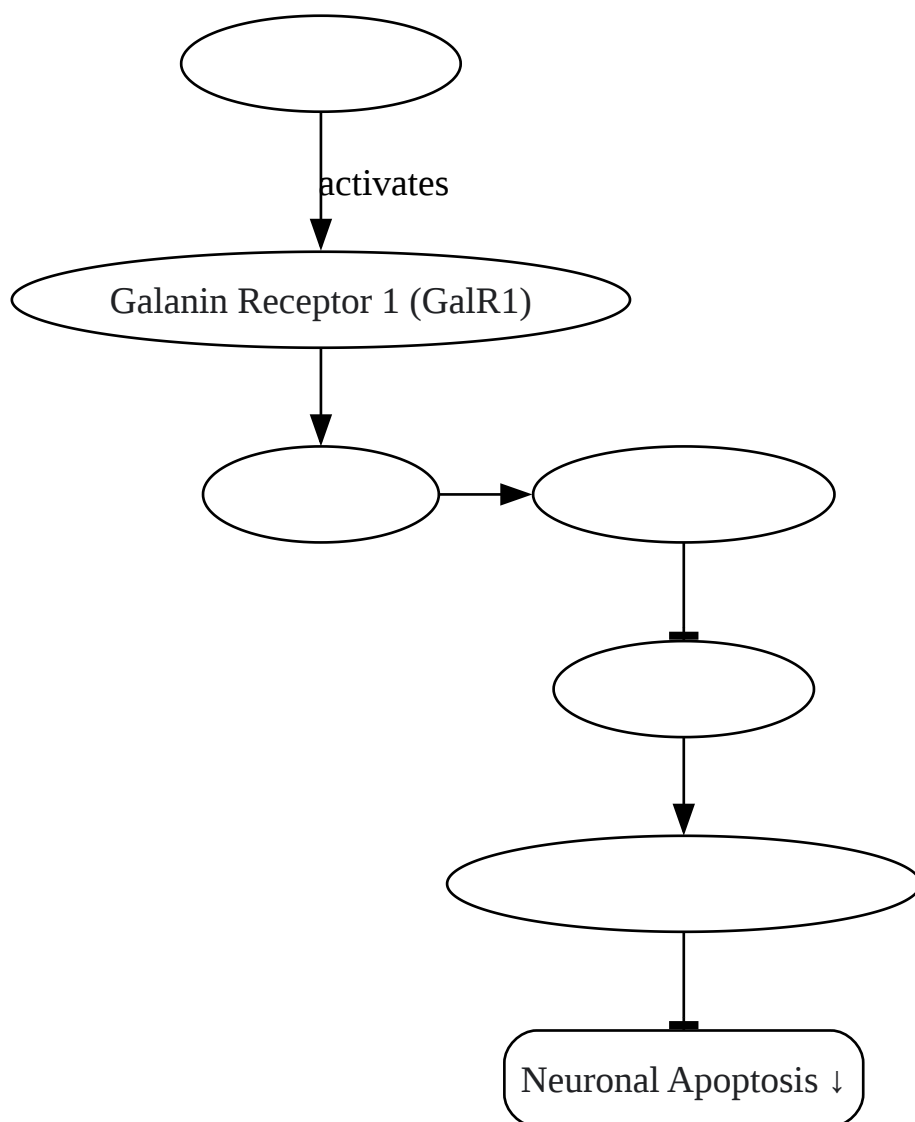 activates
Galanin Receptor 1 (GalR1)
Neuronal Apoptosis ↓